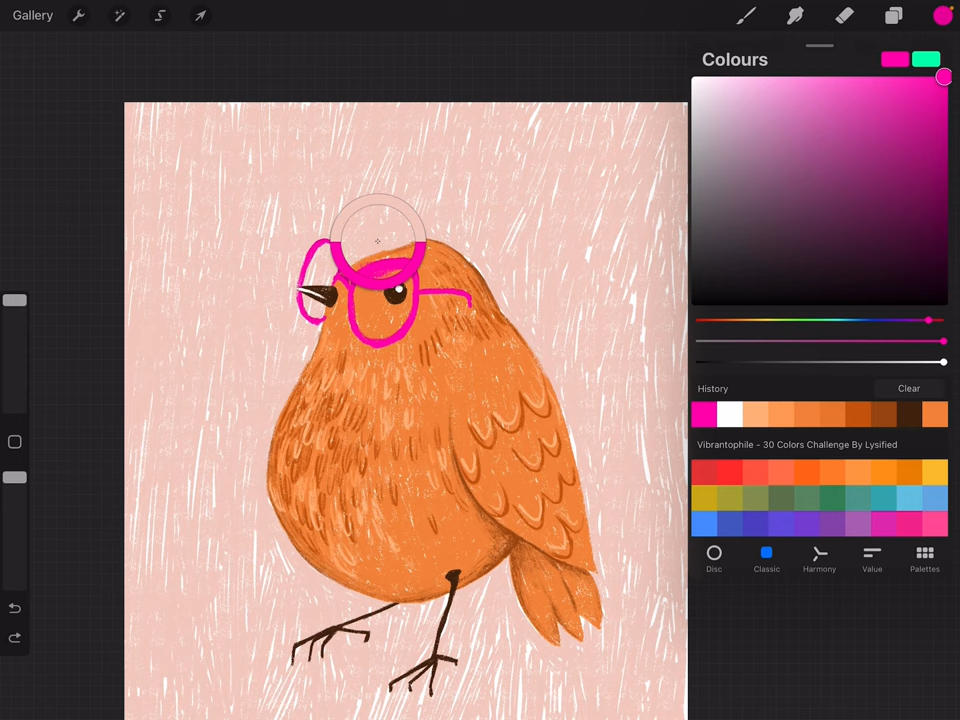 Gallery
Colours
History
Clear
Vibrantophile - 30 Colors Challenge By Lysified
Disc
Classic
Harmony
Value
Palettes